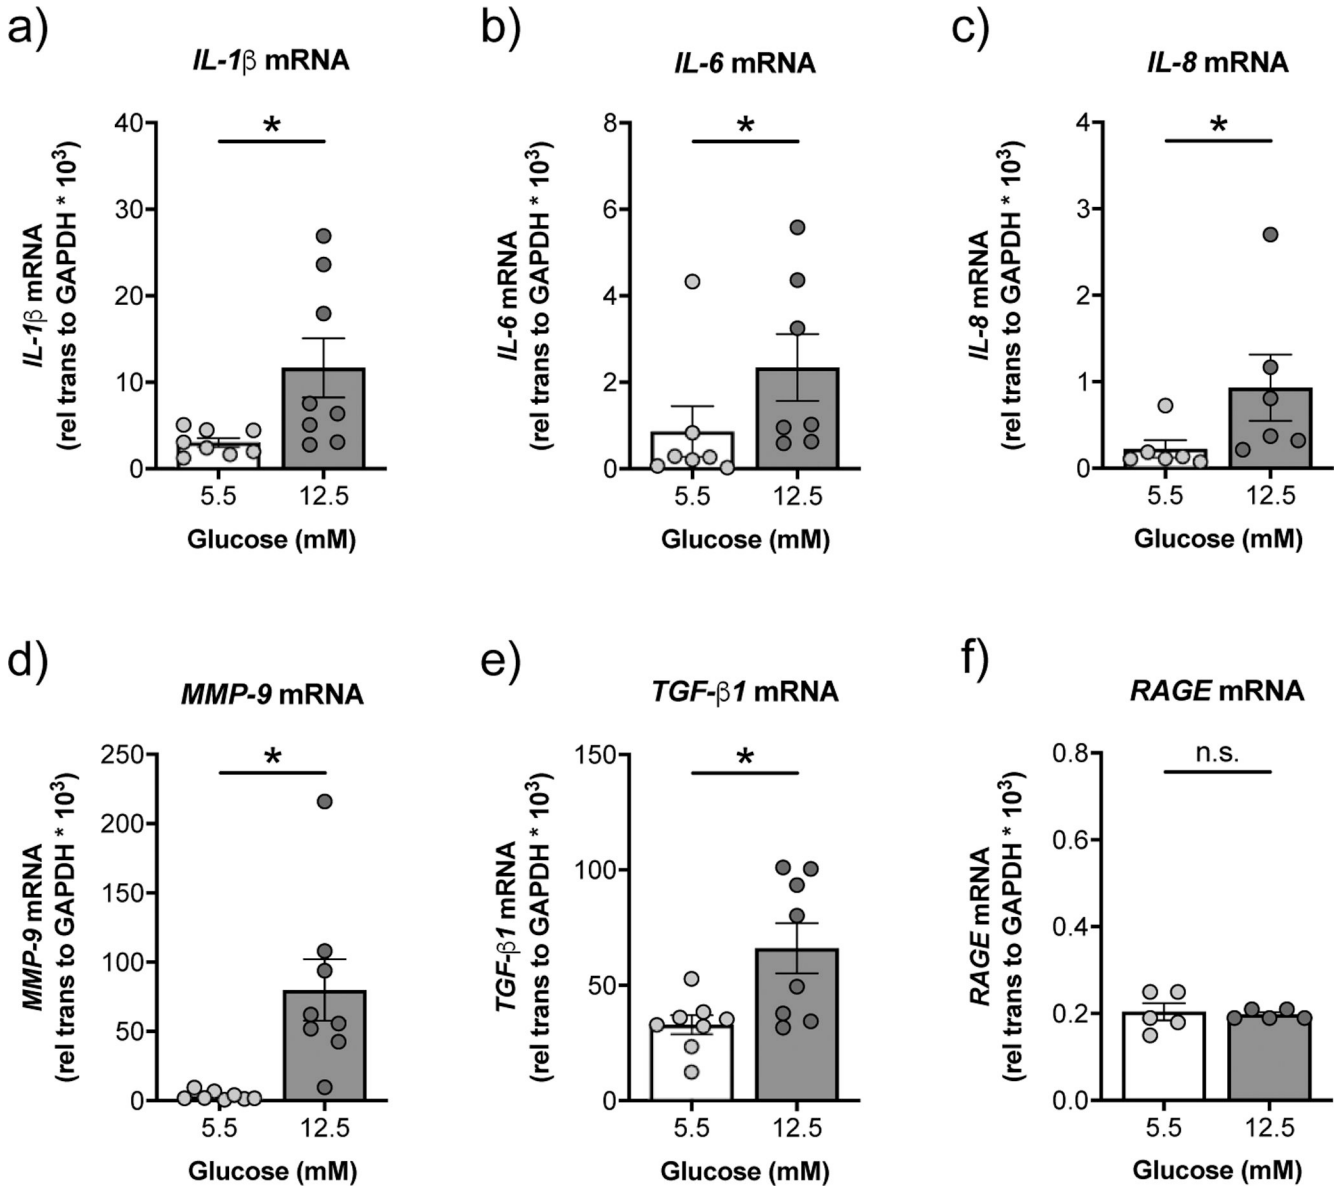 a)
IL-1β mRNA
IL-1β mRNA
(rel trans to GAPDH * 10³)
40
30
20
10
0
*
5.5 12.5
Glucose (mM)
b)
IL-6 mRNA
IL-6 mRNA
(rel trans to GAPDH * 10³)
8
6
4
2
0
*
5.5 12.5
Glucose (mM)
c)
IL-8 mRNA
IL-8 mRNA
(rel trans to GAPDH * 10³)
4
3
2
1
0
*
5.5 12.5
Glucose (mM)
d)
MMP-9 mRNA
MMP-9 mRNA
(rel trans to GAPDH * 10³)
250
200
150
100
50
0
*
5.5 12.5
Glucose (mM)
e)
TGF-β1 mRNA
TGF-β1 mRNA
(rel trans to GAPDH * 10³)
150
100
50
0
*
5.5 12.5
Glucose (mM)
f)
RAGE mRNA
RAGE mRNA
(rel trans to GAPDH * 10³)
0.8
0.6
0.4
0.2
0.0
n.s.
5.5 12.5
Glucose (mM)